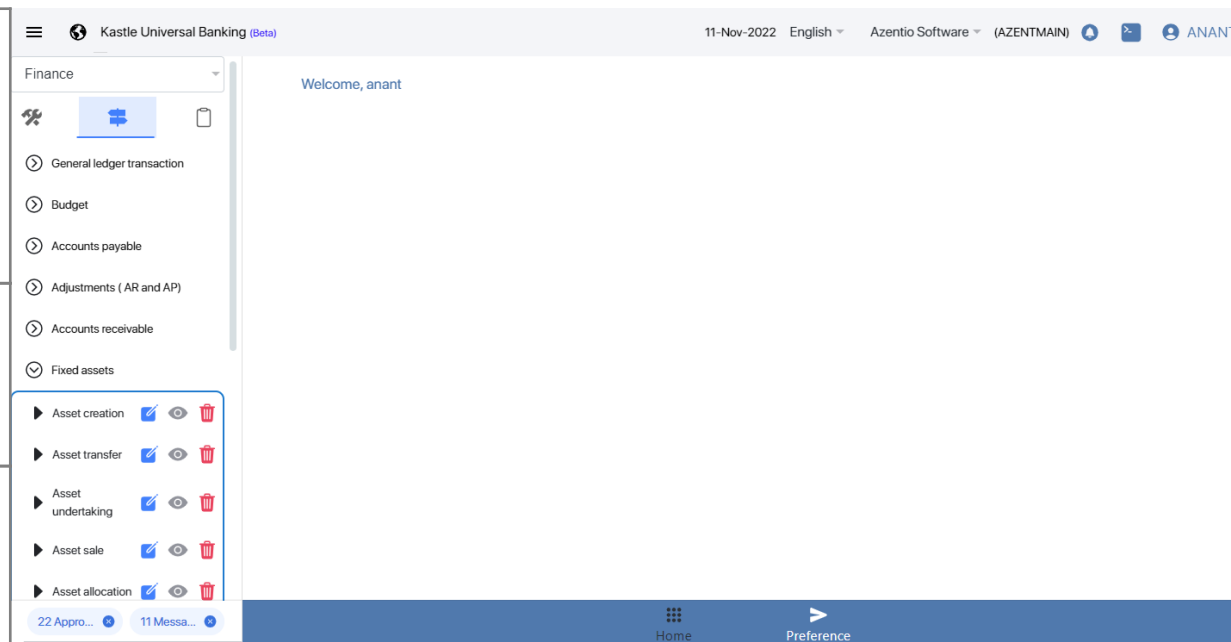 Kastle Universal Banking (Beta)
11-Nov-2022 English Azentio Software (AZENTMAIN) ANANT
Finance
Welcome, anant
General ledger transaction
Budget
Accounts payable
Adjustments ( AR and AP)
Accounts receivable
Fixed assets
Asset creation
Asset transfer
Asset
undertaking
Asset sale
Asset allocation
22 Appro... 11 Messa...
Home Preference